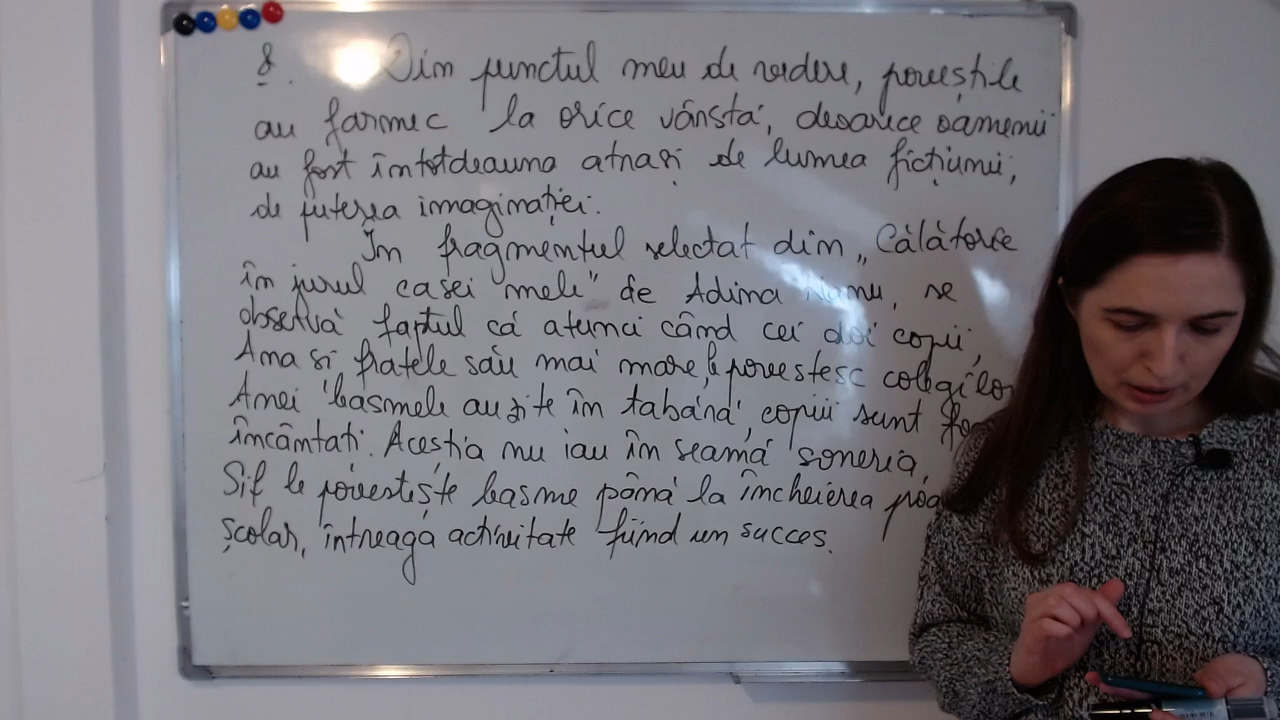 8. Din punctul meu de vedere, poveștile
au farmec la orice vârstă, deoarece oamenii
au fost întotdeauna atrași de lumea ficțiunii,
de puterea imaginației.
În fragmentul selectat din „Călătorie
în jurul casei mele" de Adina Nanu, se
observă faptul că atunci când cei doi copii,
Ana și fratele său mai mare, le povestesc colegilor
Anei basmele auzite în tabără, copiii sunt
încântați. Aceștia nu iau în seamă soneria,
Sif le povestește basme până la încheierea
școlar, întreaga activitate fiind un succes.